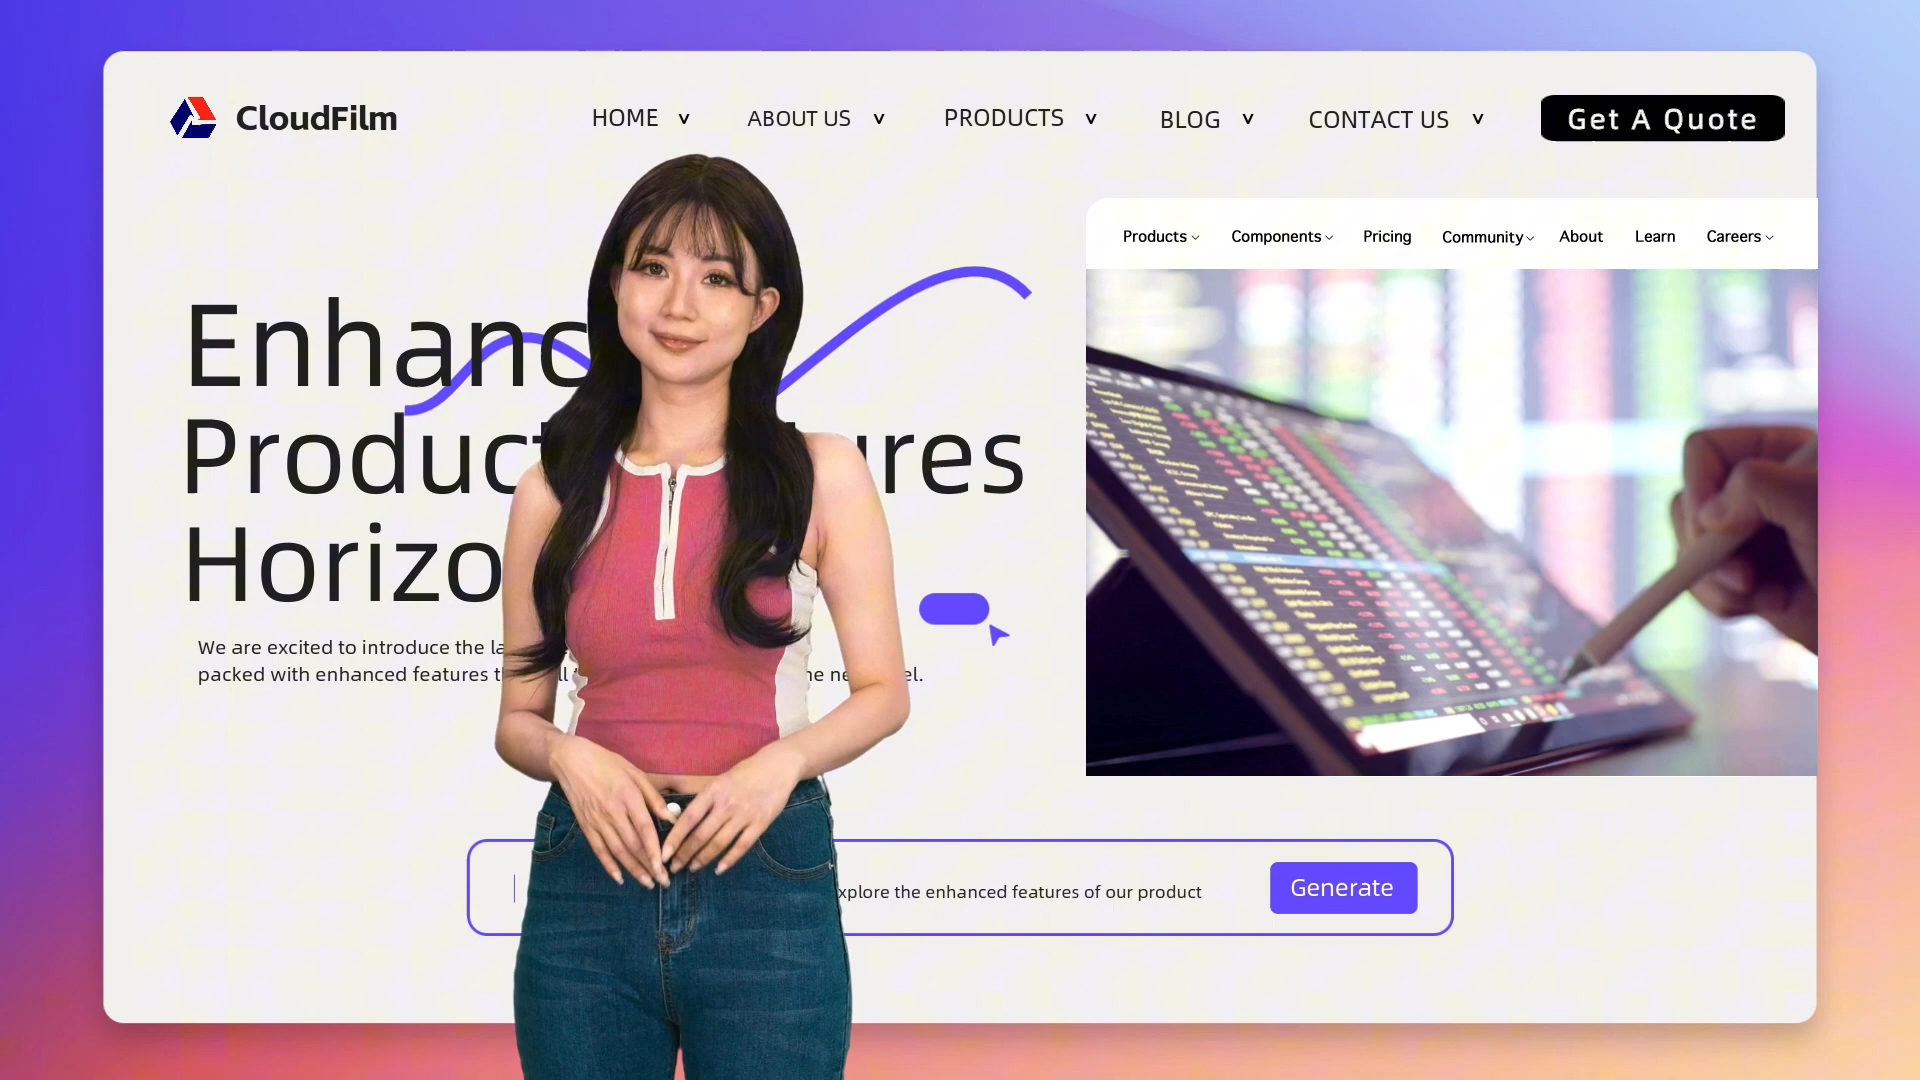 CloudFilm
HOME ABOUT US PRODUCTS BLOG CONTACT US Get A Quote
Products Components Pricing Community About Learn Careers
Enhanc
Product ures
Horizo
We are excited to introduce the la
packed with enhanced features
xplore the enhanced features of our product
Generate